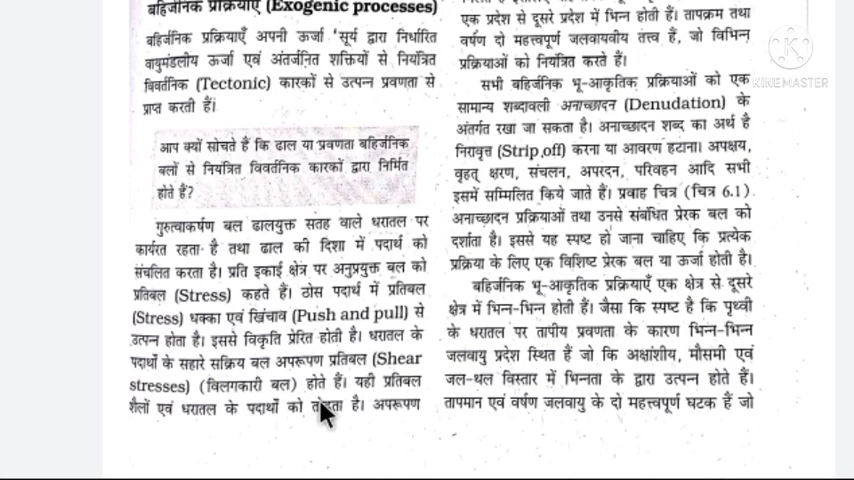 बहिर्जनिक प्रक्रियाएँ (Exogenic processes)
बहिर्जनिक प्रक्रियाएँ अपनी ऊर्जा 'सूर्य द्वारा निर्धारित
वायुमंडलीय ऊर्जा एवं अंतर्जनित शक्तियों से नियंत्रित
विवर्तनिक (Tectonic) कारकों से उत्पन्न प्रवणता से
प्राप्त करती हैं।
आप क्यों सोचते हैं कि ढाल या प्रवणता बहिर्जनिक
बलों से नियंत्रित विवर्तनिक कारकों द्वारा निर्मित
होते हैं?
गुरुत्वाकर्षण बल ढालयुक्त सतह वाले धरातल पर
कार्यरत रहता है तथा ढाल की दिशा में पदार्थ को
संचलित करता है। प्रति इकाई क्षेत्र पर अनुप्रयुक्त बल को
प्रतिबल (Stress) कहते हैं। ठोस पदार्थ में प्रतिबल
(Stress) धक्का एवं खिंचाव (Push and pull) से
उत्पन्न होता है। इससे विकृति प्रेरित होती है। धरातल के
पदार्थों के सहारे सक्रिय बल अपरूपण प्रतिबल (Shear
stresses) (विलगकारी बल) होते हैं। यही प्रतिबल
शैलों एवं धरातल के पदार्थों को तोड़ता है। अपरूपण
एक प्रदेश से दूसरे प्रदेश में भिन्न होती हैं। तापक्रम तथा
वर्षण दो महत्त्वपूर्ण जलवायवीय तत्त्व हैं, जो विभिन्न
प्रक्रियाओं को नियंत्रित करते हैं।
सभी बहिर्जनिक भू-आकृतिक प्रक्रियाओं को एक
सामान्य शब्दावली अनाच्छादन (Denudation) के
अंतर्गत रखा जा सकता है। अनाच्छादन शब्द का अर्थ है
निरावृत्त (Strip off) करना या आवरण हटाना। अपक्षय,
वृहत् क्षरण, संचलन, अपरदन, परिवहन आदि सभी
इसमें सम्मिलित किये जाते हैं। प्रवाह चित्र (चित्र 6.1)
अनाच्छादन प्रक्रियाओं तथा उनसे संबंधित प्रेरक बल को
दर्शाता है। इससे यह स्पष्ट हो जाना चाहिए कि प्रत्येक
प्रक्रिया के लिए एक विशिष्ट प्रेरक बल या ऊर्जा होती है।
बहिर्जनिक भू-आकृतिक प्रक्रियाएँ एक क्षेत्र से दूसरे
क्षेत्र में भिन्न-भिन्न होती हैं। जैसा कि स्पष्ट है कि पृथ्वी
के धरातल पर तापीय प्रवणता के कारण भिन्न-भिन्न
जलवायु प्रदेश स्थित हैं जो कि अक्षांशीय, मौसमी एवं
जल-थल विस्तार में भिन्नता के द्वारा उत्पन्न होते हैं।
तापमान एवं वर्षण जलवायु के दो महत्त्वपूर्ण घटक हैं जो
KINEMASTER